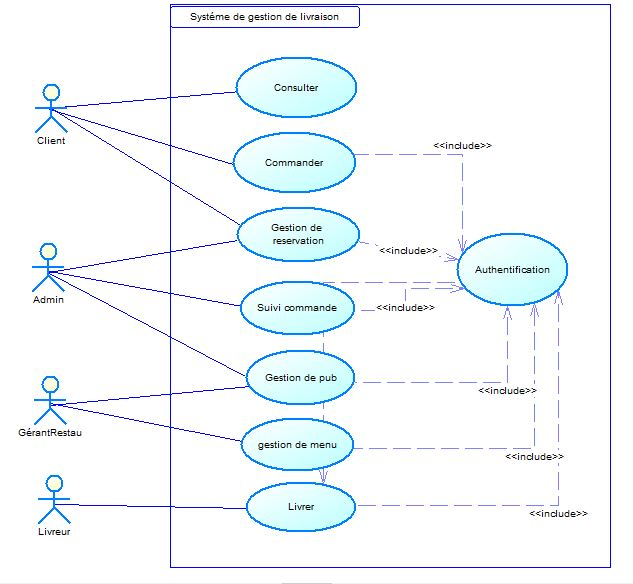 Systéme de gestion de livraison
Consulter
Client
<<include>>
Commander
Gestion de
reservation
<<include>>
Authentification
Admin
Suivi commande
<<include>>
Gestion de pub
<<include>>
GérantRestau
gestion de menu
<<include>>
Livrer
<<include>>
Livreur